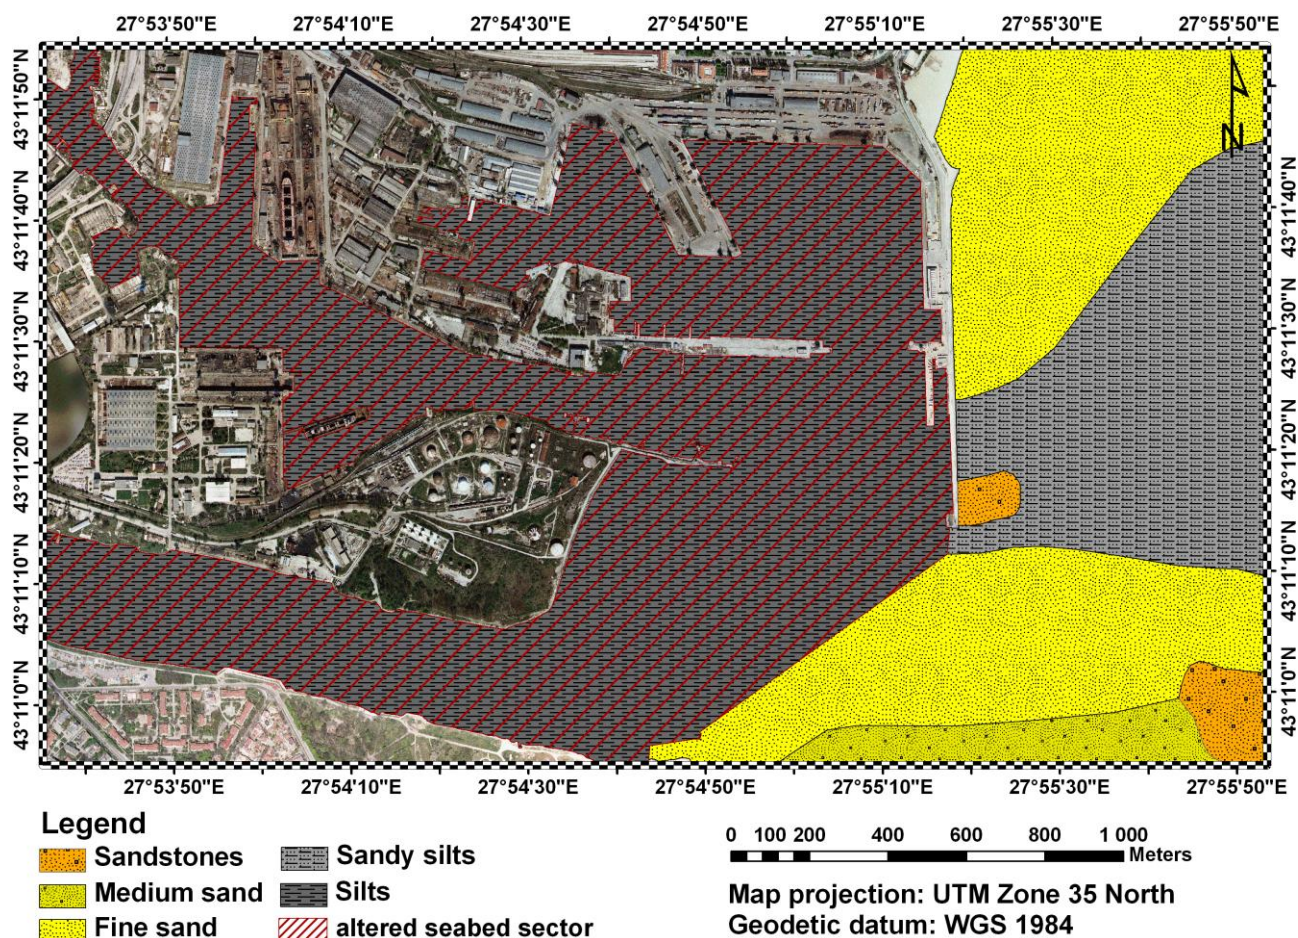 27°53'50"E 27°54'10"E 27°54'30"E 27°54'50"E 27°55'10"E 27°55'30"E 27°55'50"E
43°11'50"N
43°11'40"N
43°11'30"N
43°11'20"N
43°11'10"N
43°11'0"N
N
43°11'40"N
43°11'30"N
43°11'20"N
43°11'10"N
43°11'0"N
27°53'50"E 27°54'10"E 27°54'30"E 27°54'50"E 27°55'10"E 27°55'30"E 27°55'50"E
Legend
Sandstones
Medium sand
Fine sand
Sandy silts
Silts
altered seabed sector
0 100 200 400 600 800 1 000
Meters
Map projection: UTM Zone 35 North
Geodetic datum: WGS 1984